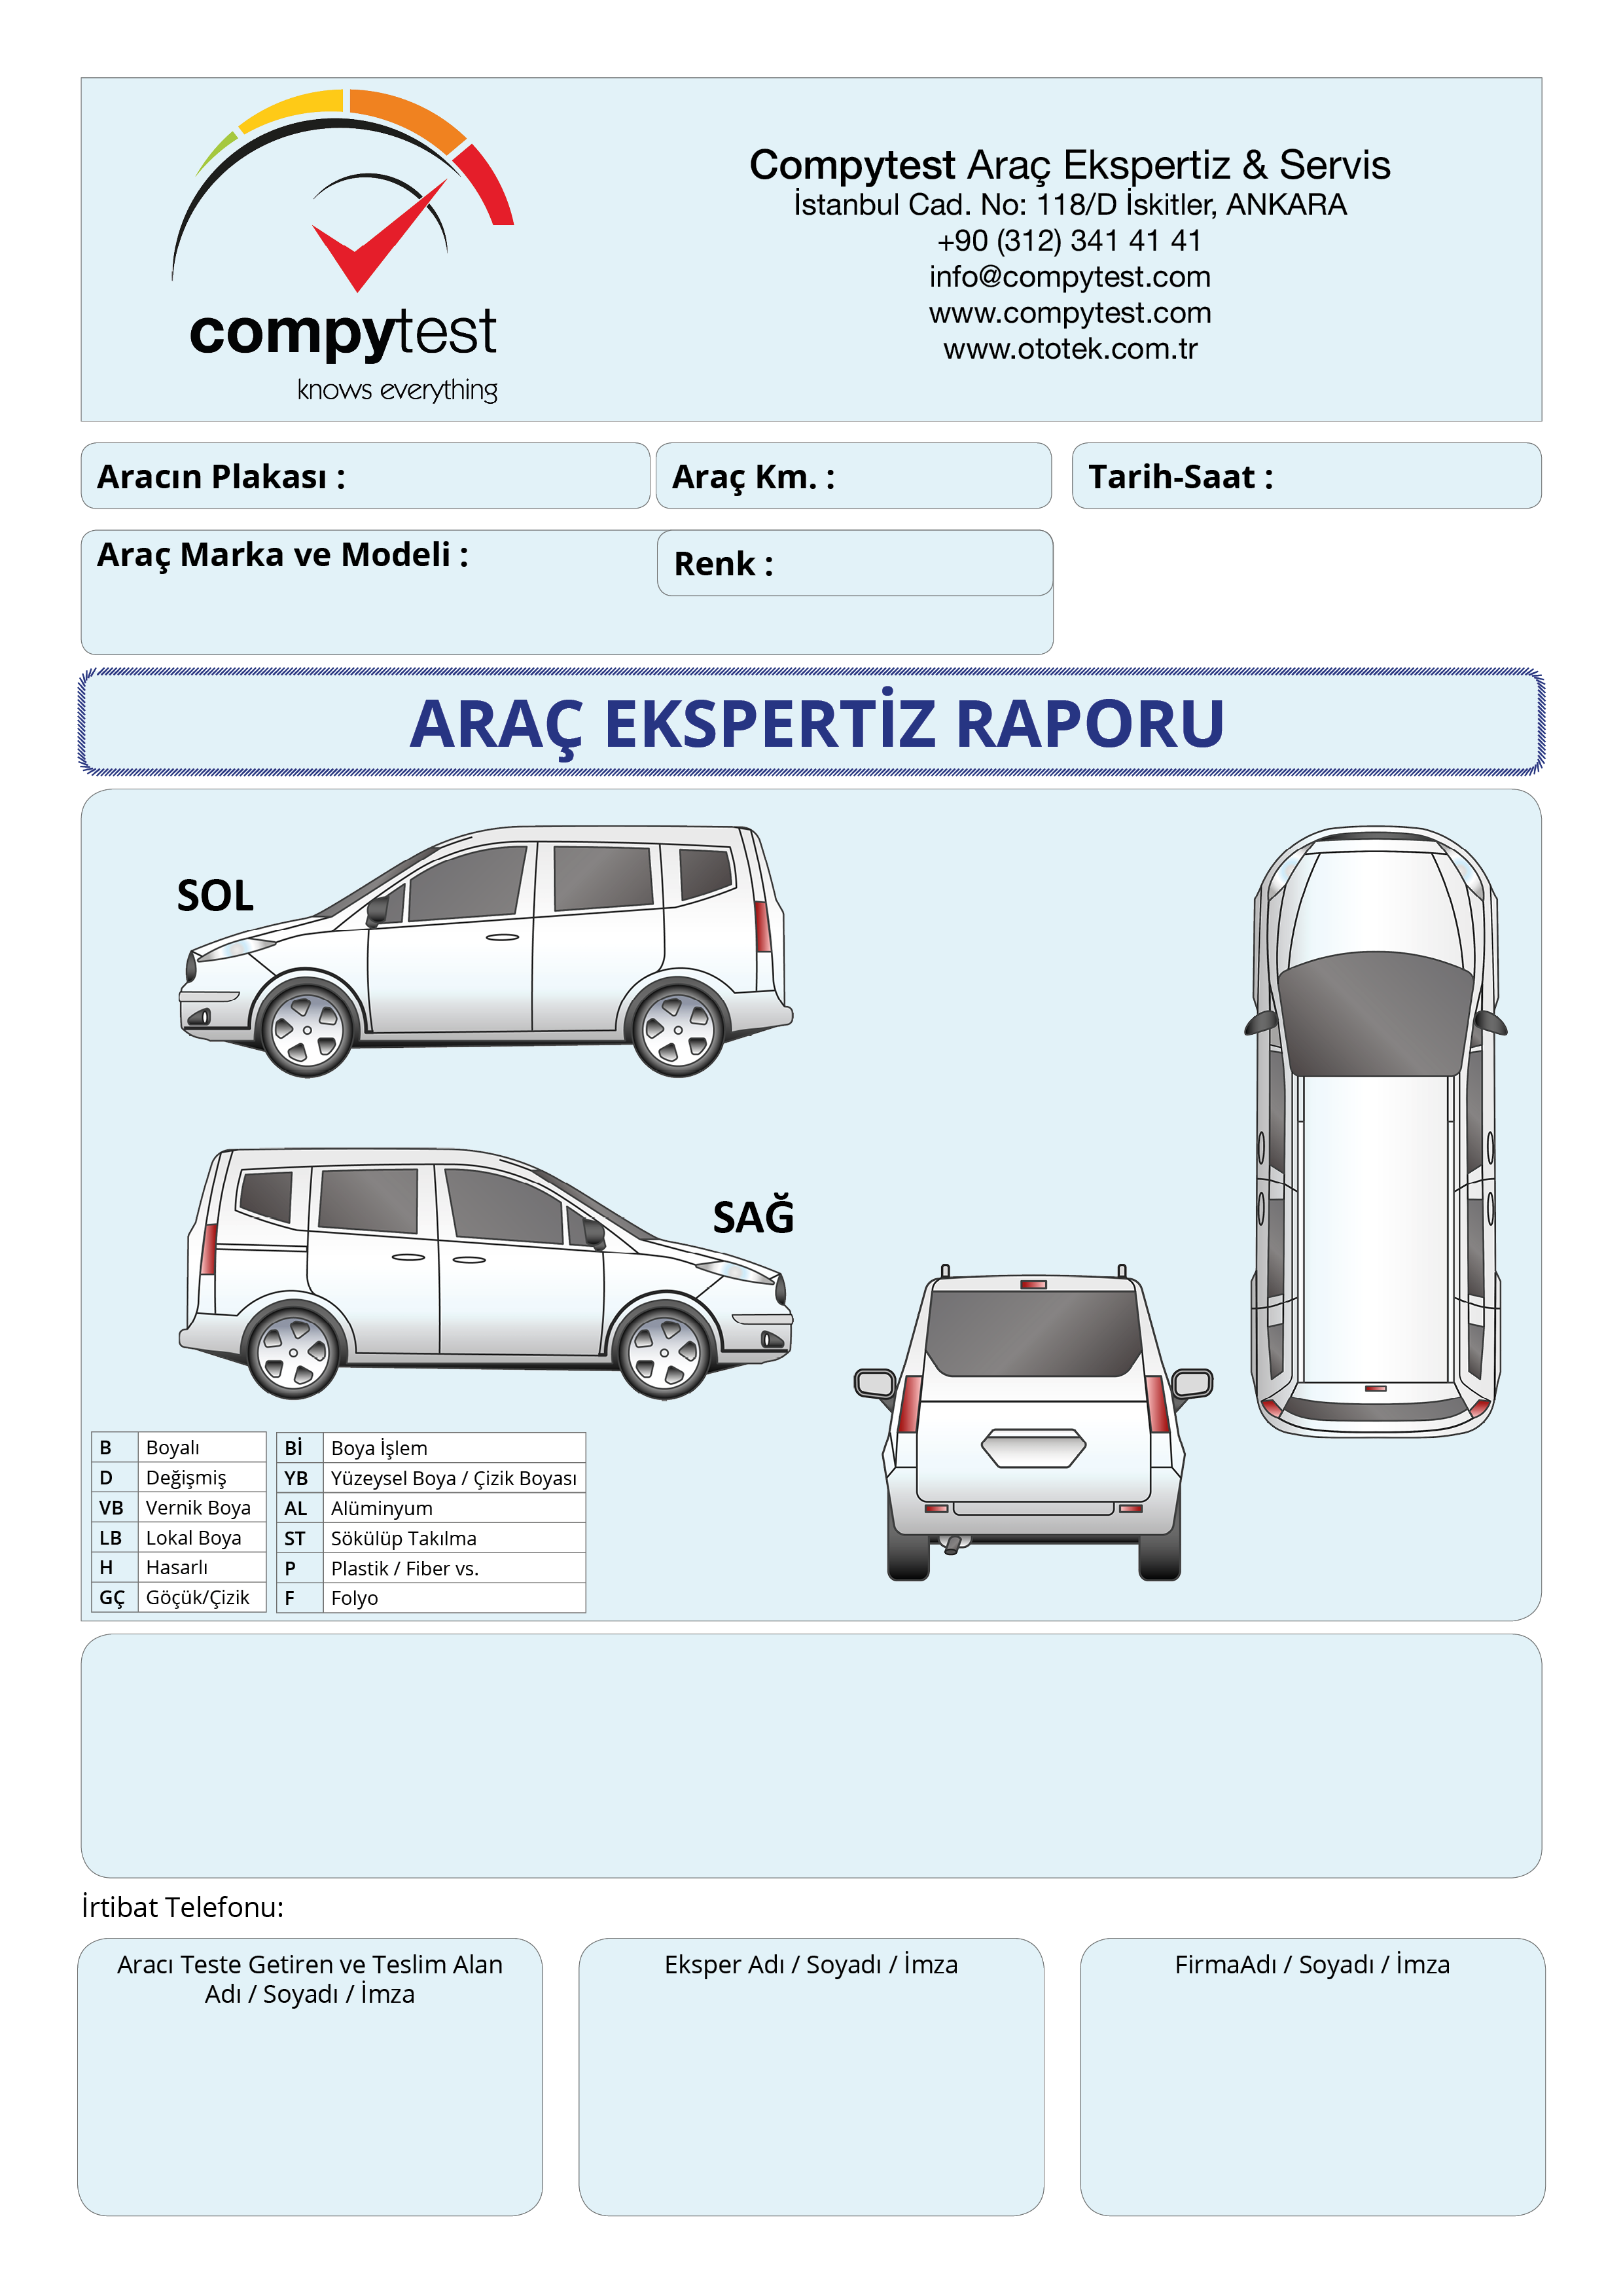 compytest
knows everything
Compytest Araç Ekspertiz & Servis
İstanbul Cad. No: 118/D İskitler, ANKARA
+90 (312) 341 41 41
info@compytest.com
www.compytest.com
www.ototek.com.tr
Aracın Plakası :
Araç Km. :
Tarih-Saat :
Araç Marka ve Modeli :
Renk :
ARAÇ EKSPERTİZ RAPORU
SOL
SAĞ
B Boyalı
D Değişmiş
VB Vernik Boya
LB Lokal Boya
H Hasarlı
GÇ Göçük/Çizik
Bİ Boya İşlem
YB Yüzeysel Boya / Çizik Boyası
AL Alüminyum
ST Sökülüp Takılma
P Plastik / Fiber vs.
F Folyo
İrtibat Telefonu:
Aracı Teste Getiren ve Teslim Alan
Adı / Soyadı / İmza
Eksper Adı / Soyadı / İmza
FirmaAdı / Soyadı / İmza